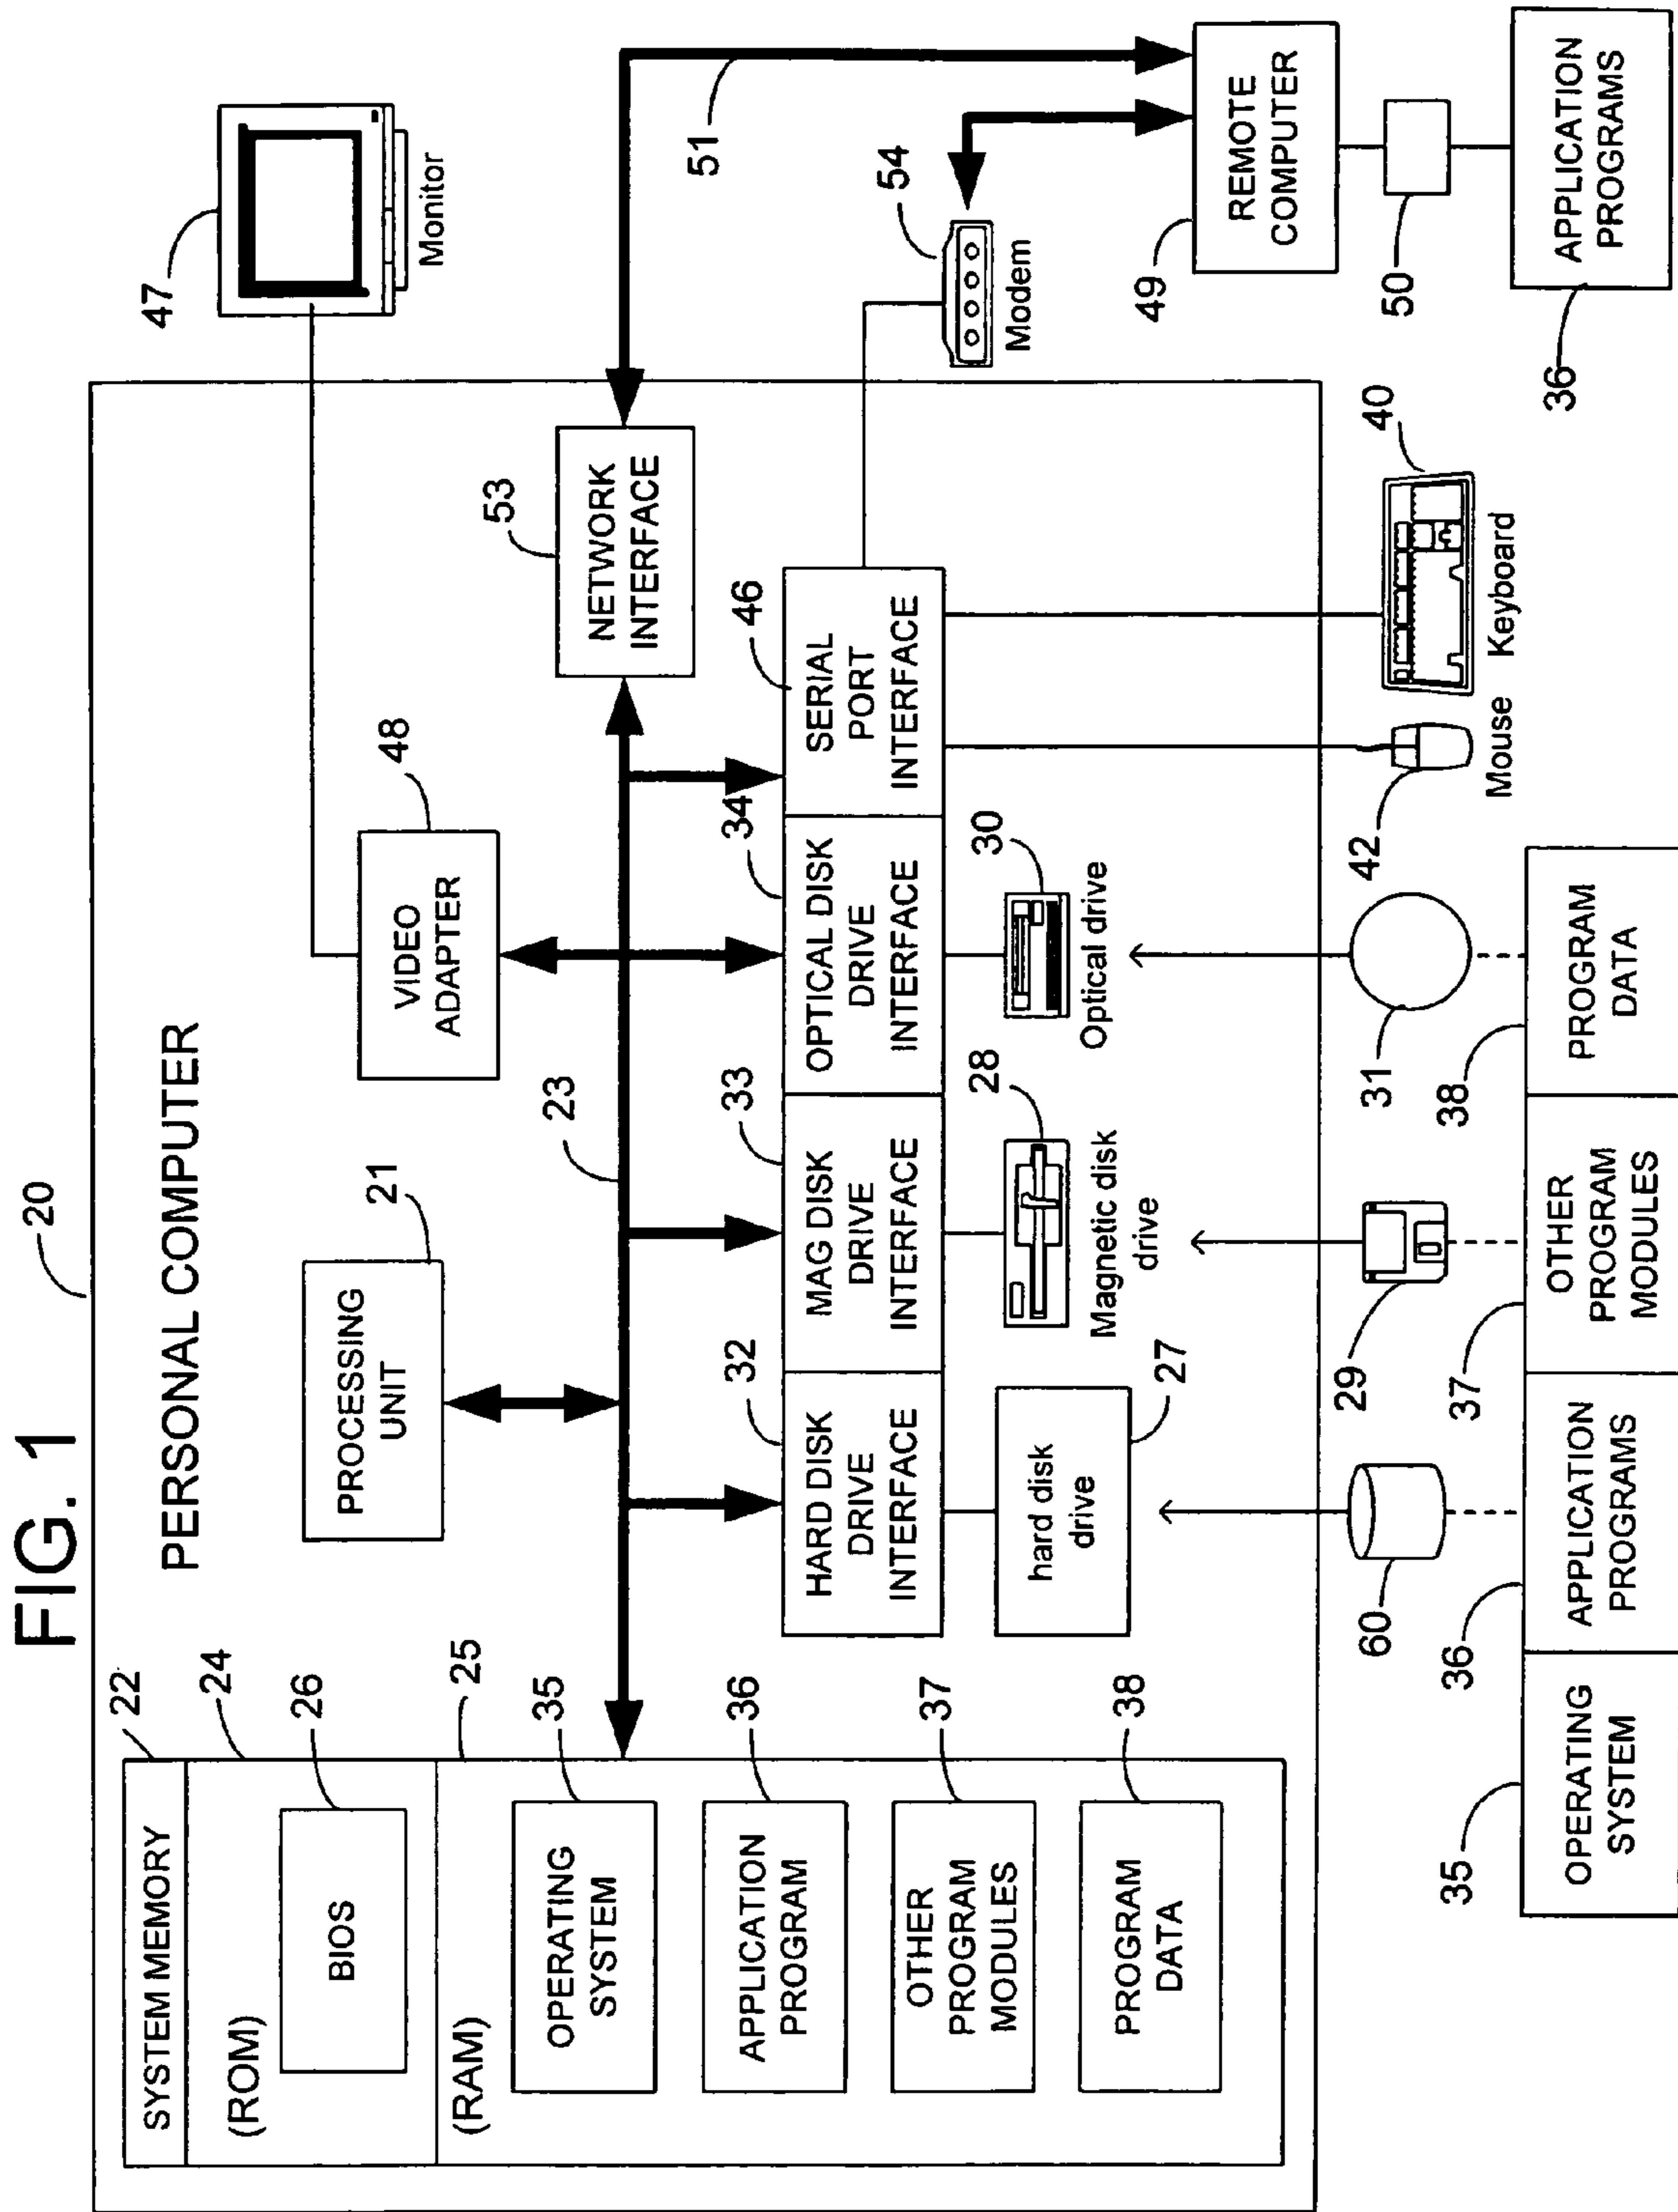 FIG. 1
20
PERSONAL COMPUTER
22
SYSTEM MEMORY
24
(ROM)
26
BIOS
25
(RAM)
35
OPERATING
SYSTEM
36
APPLICATION
PROGRAM
37
OTHER
PROGRAM
MODULES
38
PROGRAM
DATA
21
PROCESSING
UNIT
23
48
VIDEO
ADAPTER
47
Monitor
53
NETWORK
INTERFACE
51
32
HARD DISK
DRIVE
INTERFACE
33
MAG DISK
DRIVE
INTERFACE
34
OPTICAL DISK
DRIVE
INTERFACE
46
SERIAL
PORT
INTERFACE
54
Modem
hard disk
drive
27
28
Magnetic disk
drive
30
Optical drive
49
REMOTE
COMPUTER
60
29
31
42
Mouse
40
Keyboard
50
35
OPERATING
SYSTEM
36
APPLICATION
PROGRAMS
37
OTHER
PROGRAM
MODULES
38
PROGRAM
DATA
36
APPLICATION
PROGRAMS